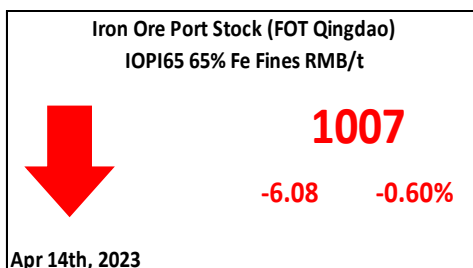 Iron Ore Port Stock (FOT Qingdao)
IOPI65 65% Fe Fines RMB/t
1007
-6.08 -0.60%
Apr 14th, 2023